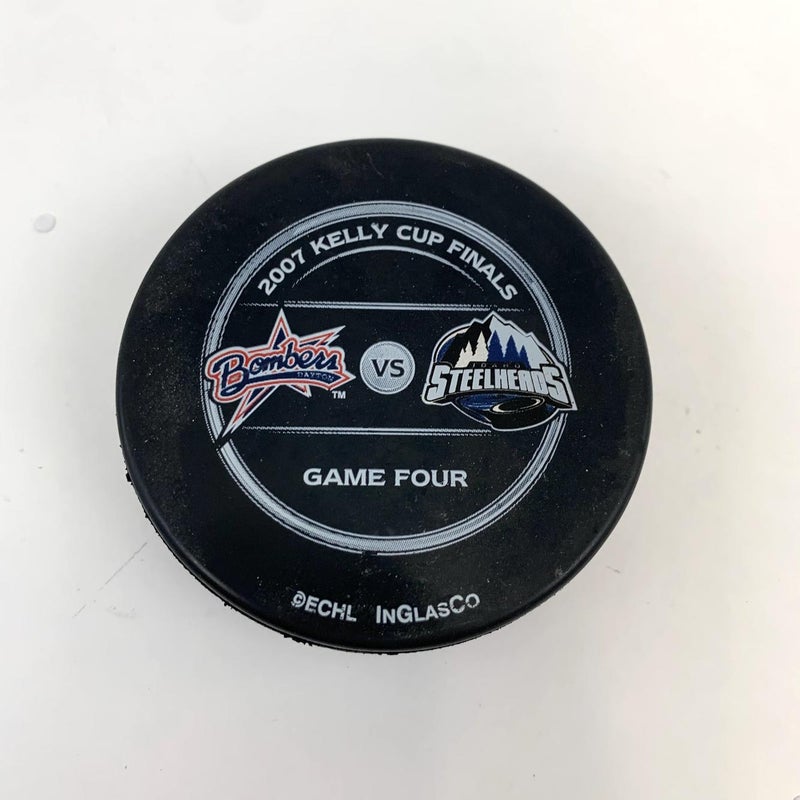 2007 KELLY CUP FINALS
Bombers
DAYTON
TM
VS
IDAHO
STEELHEADS
GAME FOUR
©ECHL INGLASCO